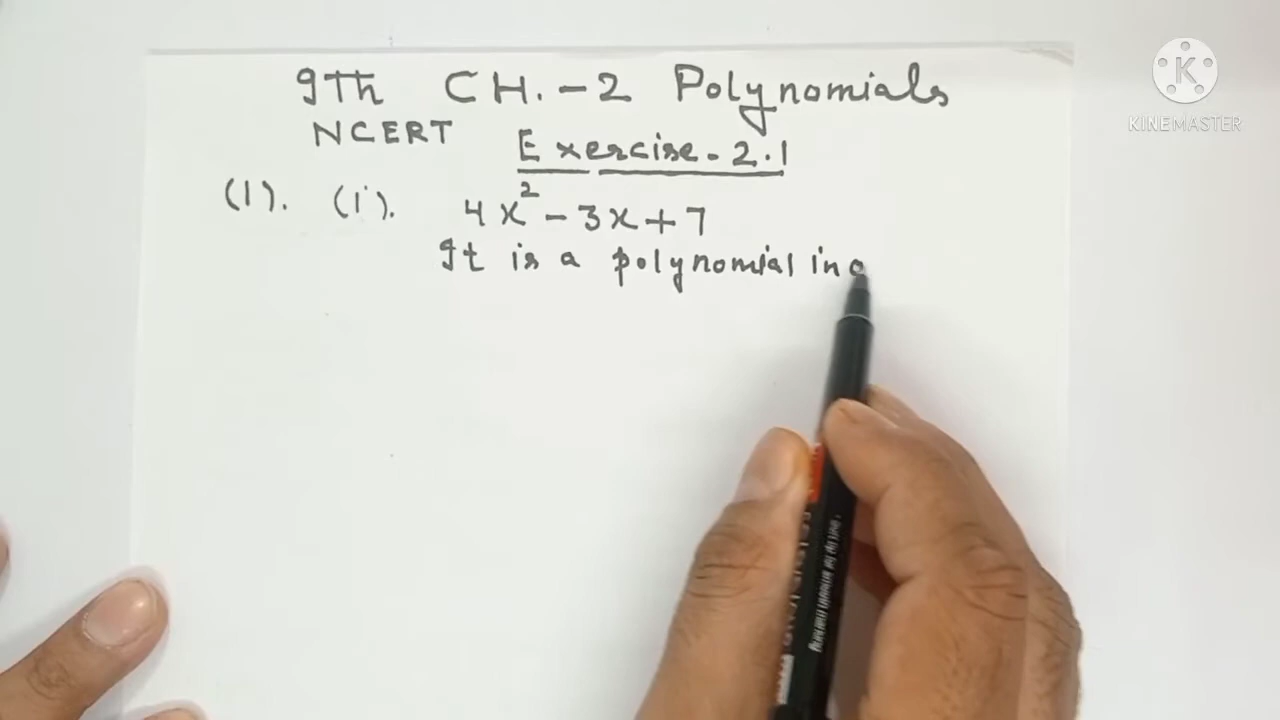 9Th CH.-2 Polynomials
NCERT Exercise-2.1
(1). (i). 4x² - 3x + 7
It is a polynomial in o
K
KINEMASTER